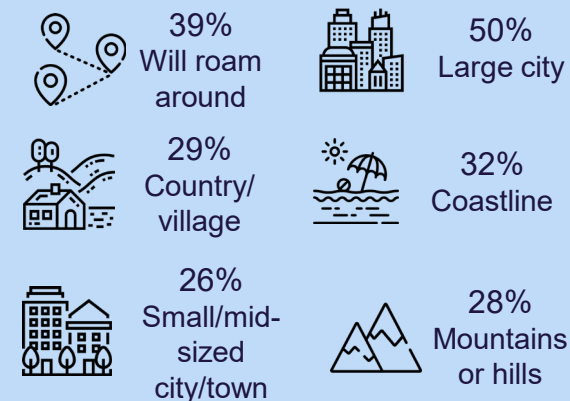 39%
Will roam
around
50%
Large city
29%
Country/
village
32%
Coastline
26%
Small/mid-
sized
city/town
28%
Mountains
or hills